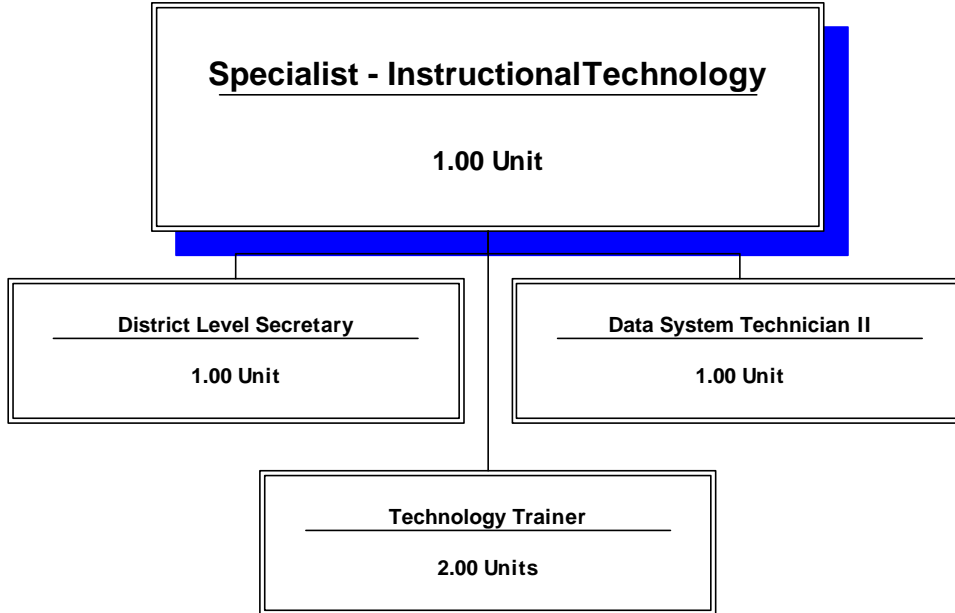 Specialist - InstructionalTechnology
1.00 Unit
District Level Secretary
1.00 Unit
Data System Technician II
1.00 Unit
Technology Trainer
2.00 Units